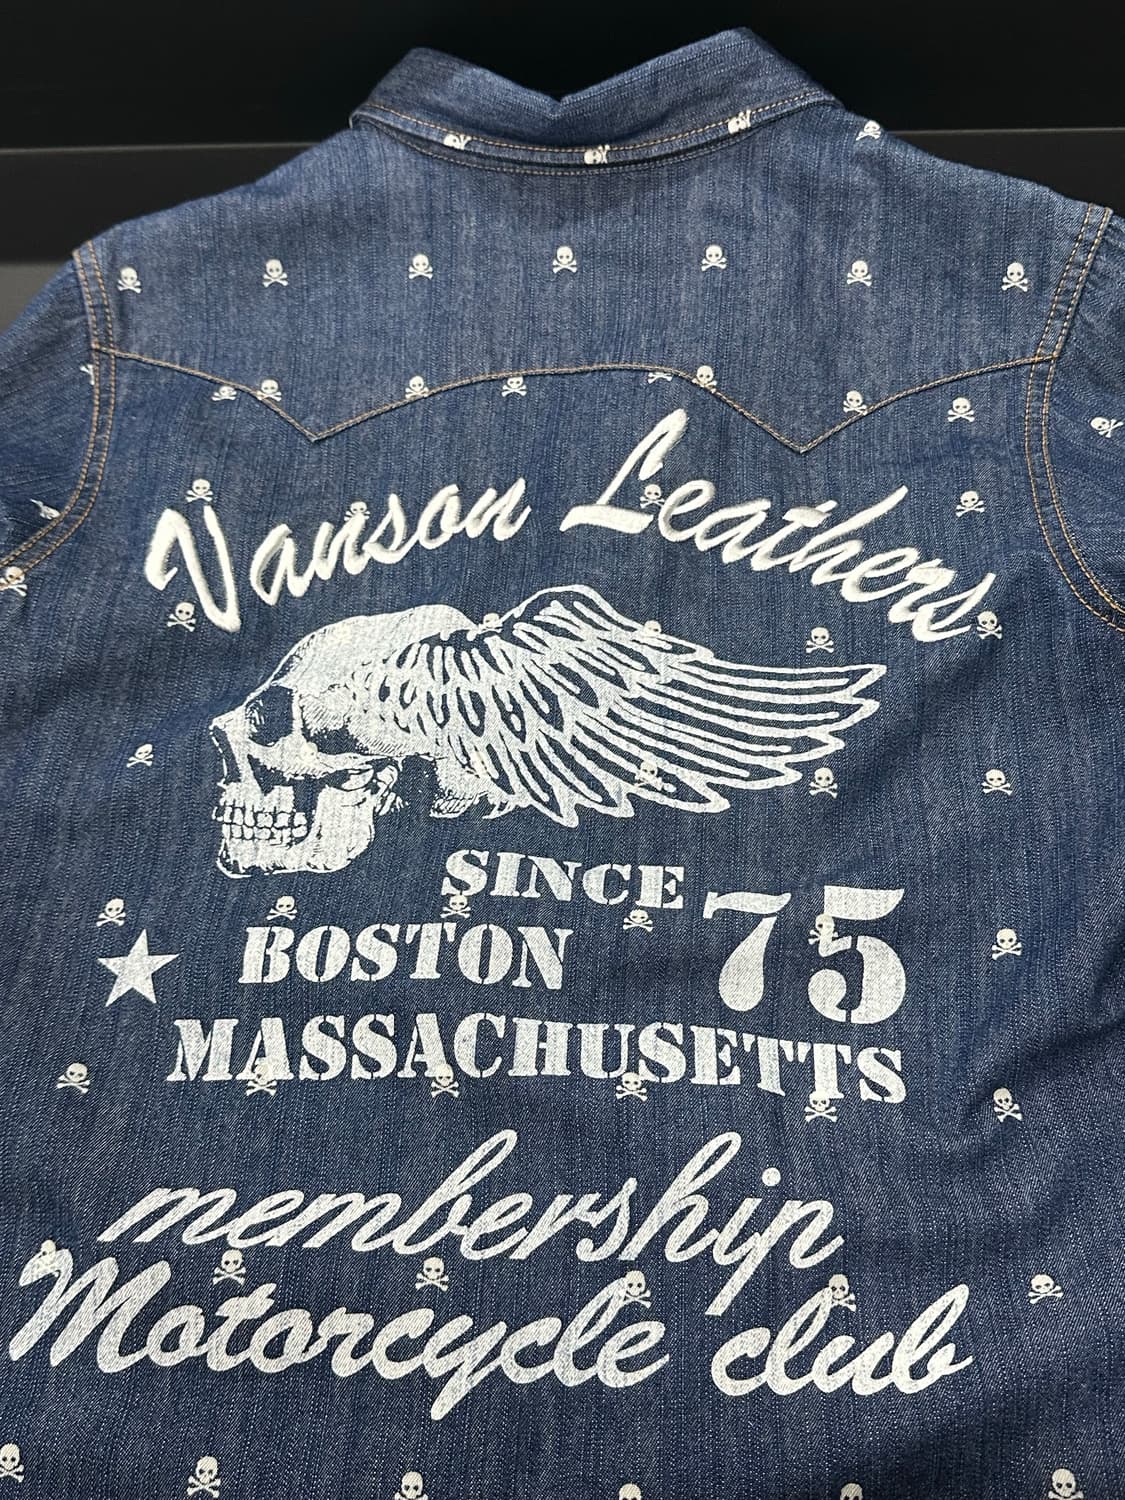 Vanson Leathers
SINCE 75
BOSTON
MASSACHUSETTS
membership
Motorcycle club